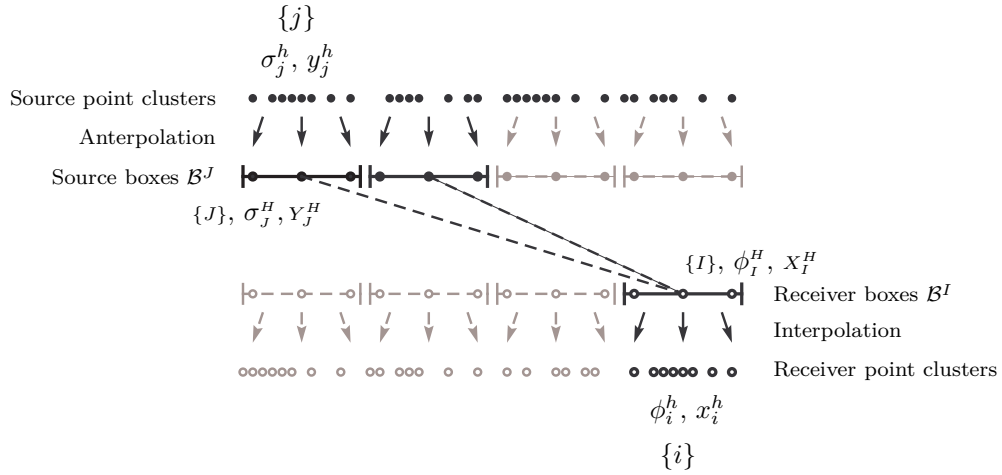 {j}
σ_j^h, y_j^h
Source point clusters
Anterpolation
Source boxes 𝓑^J
{J}, σ_J^H, Y_J^H
{I}, ϕ_I^H, X_I^H
Receiver boxes 𝓑^I
Interpolation
Receiver point clusters
ϕ_i^h, x_i^h
{i}